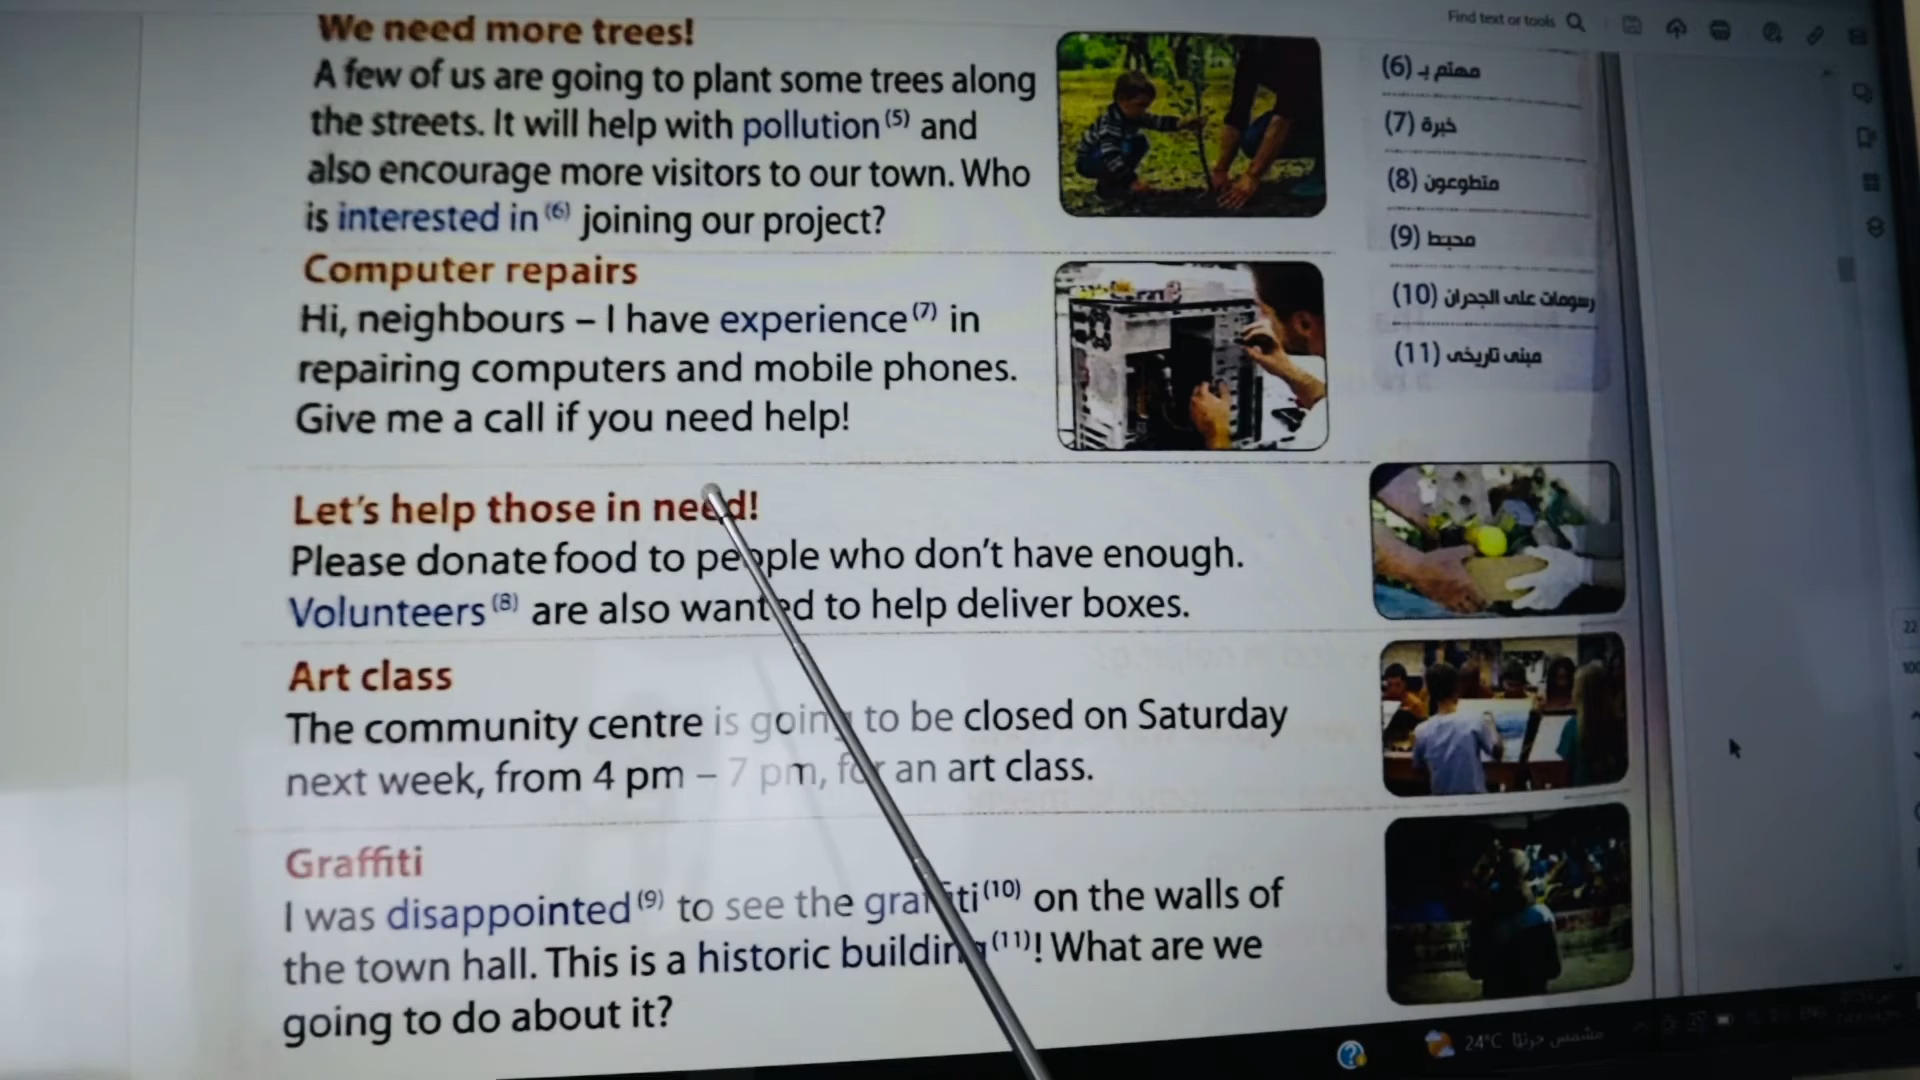 Find text or tools
We need more trees!
A few of us are going to plant some trees along
the streets. It will help with pollution (5) and
also encourage more visitors to our town. Who
is interested in (6) joining our project?
Computer repairs
Hi, neighbours – I have experience (7) in
repairing computers and mobile phones.
Give me a call if you need help!
Let's help those in need!
Please donate food to people who don't have enough.
Volunteers (8) are also wanted to help deliver boxes.
Art class
The community centre is going to be closed on Saturday
next week, from 4 pm – 7 pm, for an art class.
Graffiti
I was disappointed (9) to see the graffiti (10) on the walls of
the town hall. This is a historic building (11)! What are we
going to do about it?
(6) مهتم بـ
(7) خبرة
(8) متطوعون
(9) محبط
(10) رسومات على الجدران
(11) مبنى تاريخى
22
100
24°C مشمس جزئيًا